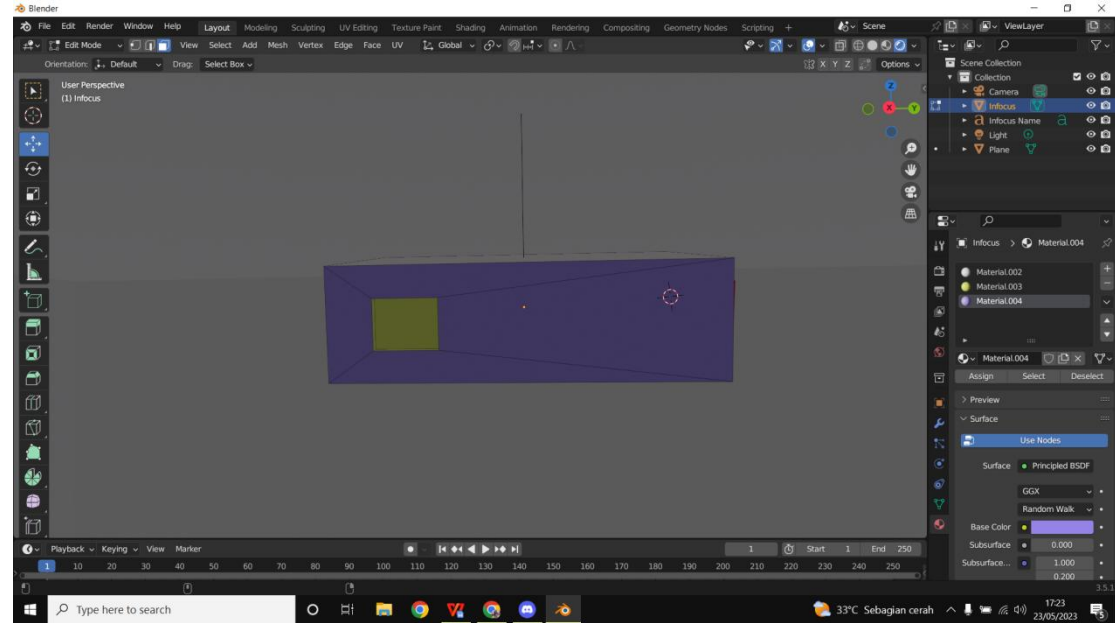 Blender
File Edit Render Window Help Layout Modeling Sculpting UV Editing Texture Paint Shading Animation Rendering Compositing Geometry Nodes Scripting + Scene ViewLayer
Edit Mode View Select Add Mesh Vertex Edge Face UV Global
Orientation: Default Drag: Select Box X Y Z Options
User Perspective
(1) Infocus
Z
X
Y
Scene Collection
Collection
Camera
Infocus
Infocus Name
Light
Plane
Infocus > Material.004
Material.002
Material.003
Material.004
Material.004
Assign Select Deselect
Preview
Surface
Use Nodes
Surface Principled BSDF
GGX
Random Walk
Base Color
Subsurface 0.000
Subsurface... 1.000
0.200
Playback Keying View Marker 1 Start 1 End 250
1 10 20 30 40 50 60 70 80 90 100 110 120 130 140 150 160 170 180 190 200 210 220 230 240 250
3.5.1
Type here to search 33°C Sebagian cerah 17:23
23/05/2023
5